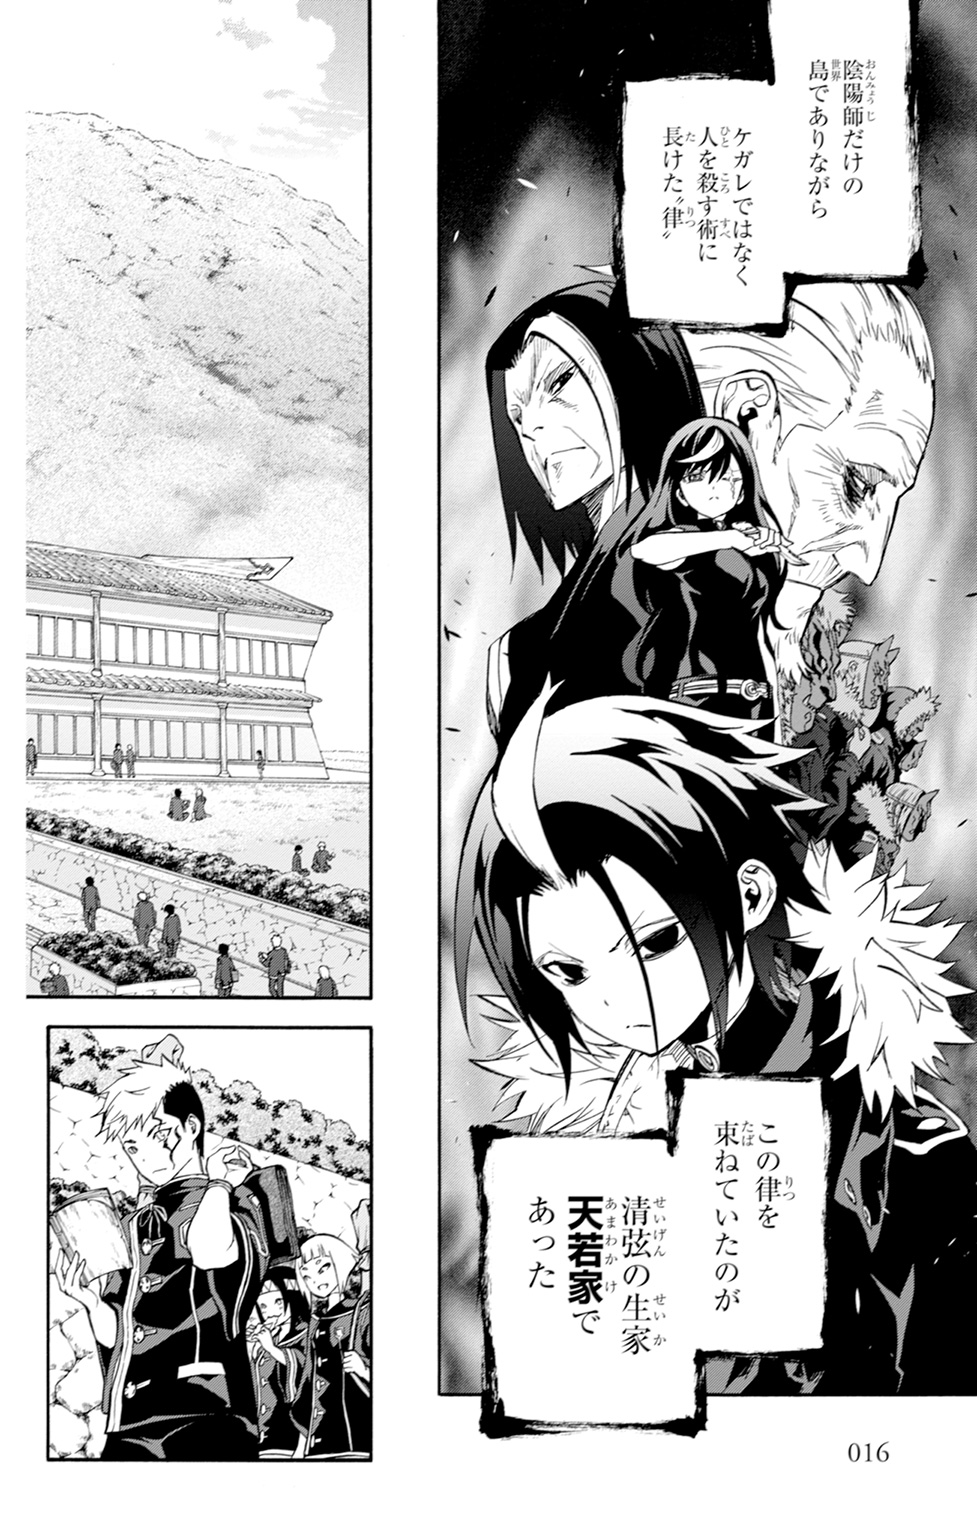 陰陽師だけの
島でありながら
ケガレではなく
人を殺す術に
長けた〝律〟
この律を
束ねていたのが
清弦の生家
天若家で
あった
016